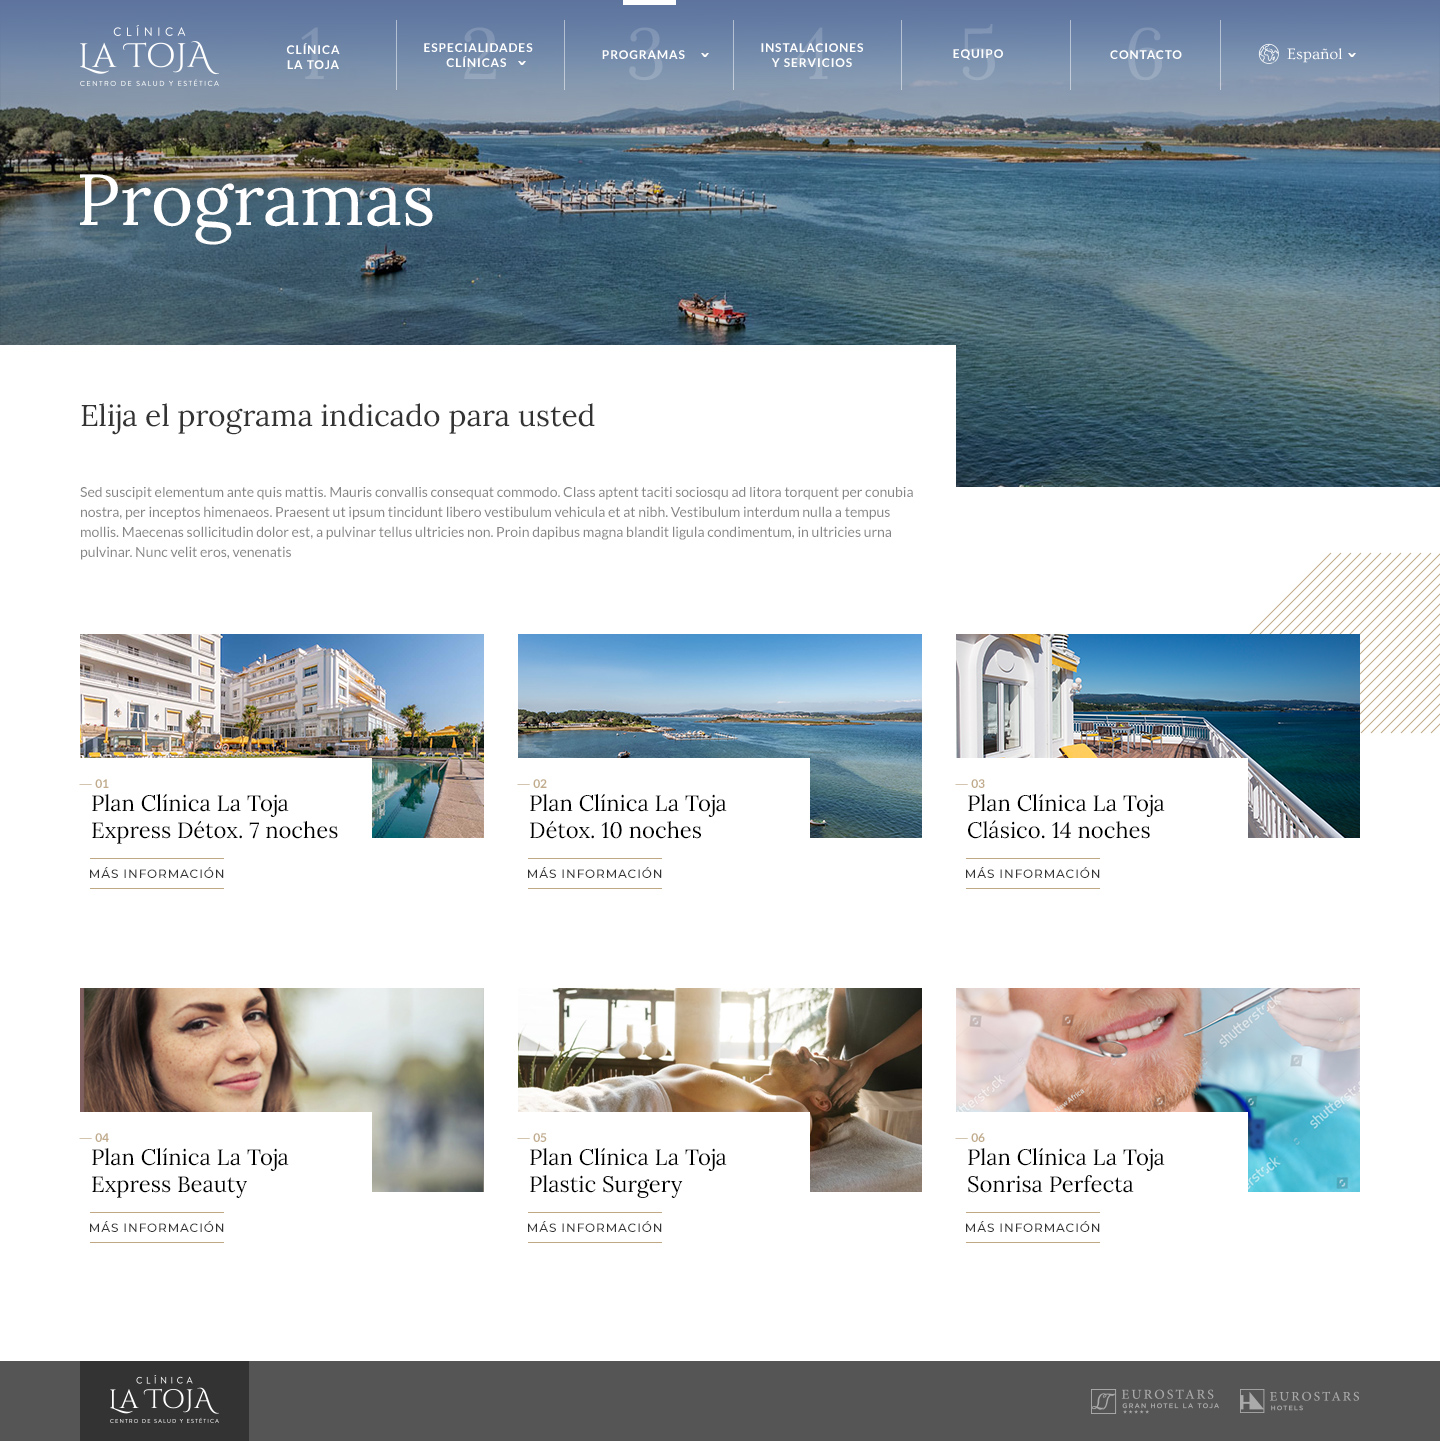 CLÍNICA
LA TOJA
CENTRO DE SALUD Y ESTÉTICA
1
CLÍNICA
LA TOJA
2
ESPECIALIDADES
CLÍNICAS
3
PROGRAMAS
4
INSTALACIONES
Y SERVICIOS
5
EQUIPO
6
CONTACTO
Español
Programas
Elija el programa indicado para usted
Sed suscipit elementum ante quis mattis. Mauris convallis consequat commodo. Class aptent taciti sociosqu ad litora torquent per conubia
nostra, per inceptos himenaeos. Praesent ut ipsum tincidunt libero vestibulum vehicula et at nibh. Vestibulum interdum nulla a tempus
mollis. Maecenas sollicitudin dolor est, a pulvinar tellus ultricies non. Proin dapibus magna blandit ligula condimentum, in ultricies urna
pulvinar. Nunc velit eros, venenatis
— 01
Plan Clínica La Toja
Express Détox. 7 noches
MÁS INFORMACIÓN
— 02
Plan Clínica La Toja
Détox. 10 noches
MÁS INFORMACIÓN
— 03
Plan Clínica La Toja
Clásico. 14 noches
MÁS INFORMACIÓN
— 04
Plan Clínica La Toja
Express Beauty
MÁS INFORMACIÓN
— 05
Plan Clínica La Toja
Plastic Surgery
MÁS INFORMACIÓN
shutterstock
shutterstock
— 06
Plan Clínica La Toja
Sonrisa Perfecta
MÁS INFORMACIÓN
CLÍNICA
LA TOJA
CENTRO DE SALUD Y ESTÉTICA
EUROSTARS
GRAN HOTEL LA TOJA
★★★★★
EUROSTARS
HOTELS